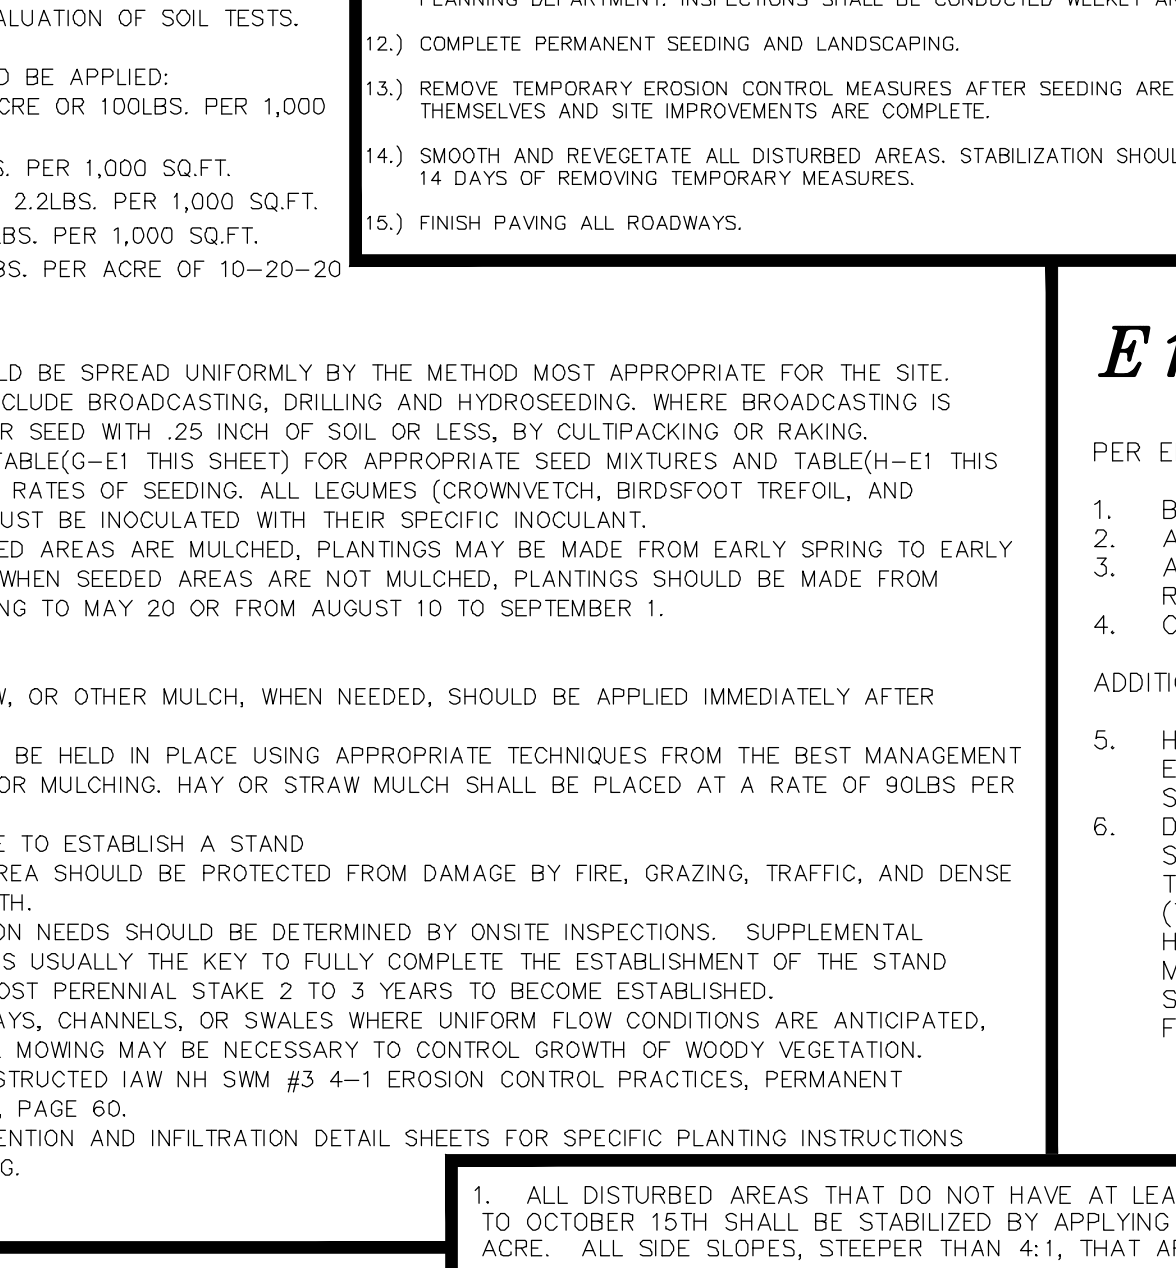 ALUATION OF SOIL TESTS.
BE APPLIED:
CRE OR 100LBS. PER 1,000
PER 1,000 SQ.FT.
2.2LBS. PER 1,000 SQ.FT.
BS. PER 1,000 SQ.FT.
BS. PER ACRE OF 10-20-20
LD BE SPREAD UNIFORMLY BY THE METHOD MOST APPROPRIATE FOR THE SITE.
CLUDE BROADCASTING, DRILLING AND HYDROSEEDING. WHERE BROADCASTING IS
R SEED WITH .25 INCH OF SOIL OR LESS, BY CULTIPACKING OR RAKING.
TABLE(G-E1 THIS SHEET) FOR APPROPRIATE SEED MIXTURES AND TABLE(H-E1 THIS
RATES OF SEEDING. ALL LEGUMES (CROWNVETCH, BIRDSFOOT TREFOIL, AND
UST BE INOCULATED WITH THEIR SPECIFIC INOCULANT.
ED AREAS ARE MULCHED, PLANTINGS MAY BE MADE FROM EARLY SPRING TO EARLY
WHEN SEEDED AREAS ARE NOT MULCHED, PLANTINGS SHOULD BE MADE FROM
NG TO MAY 20 OR FROM AUGUST 10 TO SEPTEMBER 1.
W, OR OTHER MULCH, WHEN NEEDED, SHOULD BE APPLIED IMMEDIATELY AFTER
BE HELD IN PLACE USING APPROPRIATE TECHNIQUES FROM THE BEST MANAGEMENT
OR MULCHING. HAY OR STRAW MULCH SHALL BE PLACED AT A RATE OF 90LBS PER
E TO ESTABLISH A STAND
REA SHOULD BE PROTECTED FROM DAMAGE BY FIRE, GRAZING, TRAFFIC, AND DENSE
TH.
ON NEEDS SHOULD BE DETERMINED BY ONSITE INSPECTIONS. SUPPLEMENTAL
S USUALLY THE KEY TO FULLY COMPLETE THE ESTABLISHMENT OF THE STAND
OST PERENNIAL STAKE 2 TO 3 YEARS TO BECOME ESTABLISHED.
AYS, CHANNELS, OR SWALES WHERE UNIFORM FLOW CONDITIONS ARE ANTICIPATED,
MOWING MAY BE NECESSARY TO CONTROL GROWTH OF WOODY VEGETATION.
STRUCTED IAW NH SWM #3 4-1 EROSION CONTROL PRACTICES, PERMANENT
, PAGE 60.
ENTION AND INFILTRATION DETAIL SHEETS FOR SPECIFIC PLANTING INSTRUCTIONS
G.
PLANNING DEPARTMENT. INSPECTIONS SHALL BE CONDUCTED WEEKLY AN
12.) COMPLETE PERMANENT SEEDING AND LANDSCAPING.
13.) REMOVE TEMPORARY EROSION CONTROL MEASURES AFTER SEEDING ARE
THEMSELVES AND SITE IMPROVEMENTS ARE COMPLETE.
14.) SMOOTH AND REVEGETATE ALL DISTURBED AREAS. STABILIZATION SHOUL
14 DAYS OF REMOVING TEMPORARY MEASURES.
15.) FINISH PAVING ALL ROADWAYS.
E1
PER E
1. B
2. A
3. A
R
4.
ADDITI
5. H
E
S
6. D
S
T
(
H
M
S
F
1. ALL DISTURBED AREAS THAT DO NOT HAVE AT LEA
TO OCTOBER 15TH SHALL BE STABILIZED BY APPLYING
ACRE. ALL SIDE SLOPES, STEEPER THAN 4:1, THAT AR